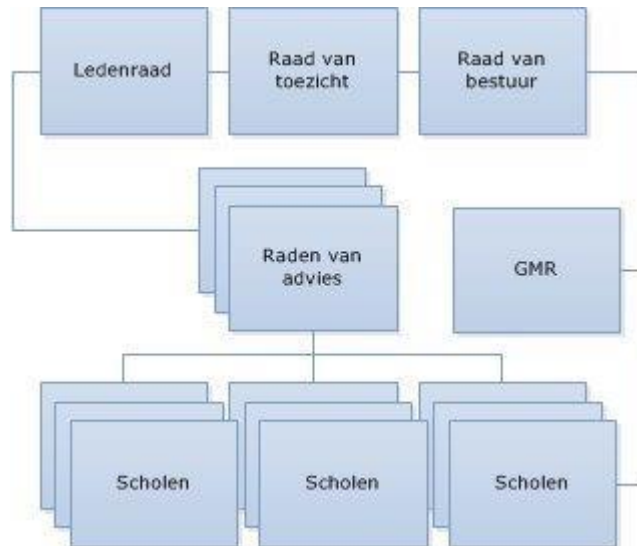 Ledenraad
Raad van
toezicht
Raad van
bestuur
Raden van
advies
GMR
Scholen
Scholen
Scholen